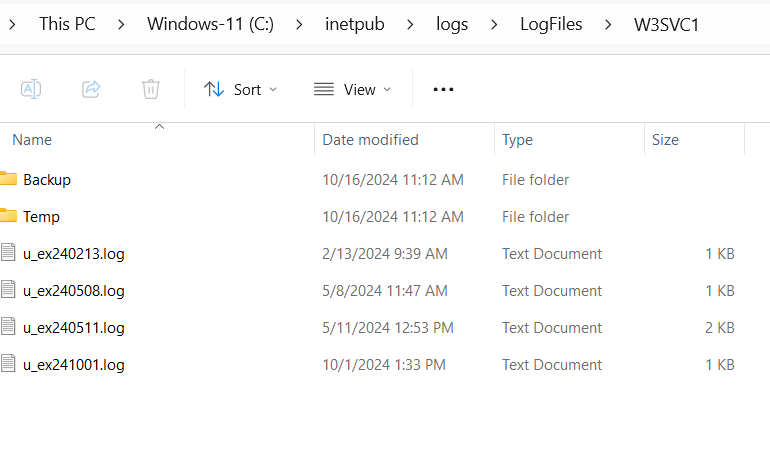 This PC > Windows-11 (C:) > inetpub > logs > LogFiles > W3SVC1
A Sort View
Name Date modified Type Size
Backup 10/16/2024 11:12 AM File folder
Temp 10/16/2024 11:12 AM File folder
u_ex240213.log 2/13/2024 9:39 AM Text Document 1 KB
u_ex240508.log 5/8/2024 11:47 AM Text Document 1 KB
u_ex240511.log 5/11/2024 12:53 PM Text Document 2 KB
u_ex241001.log 10/1/2024 1:33 PM Text Document 1 KB